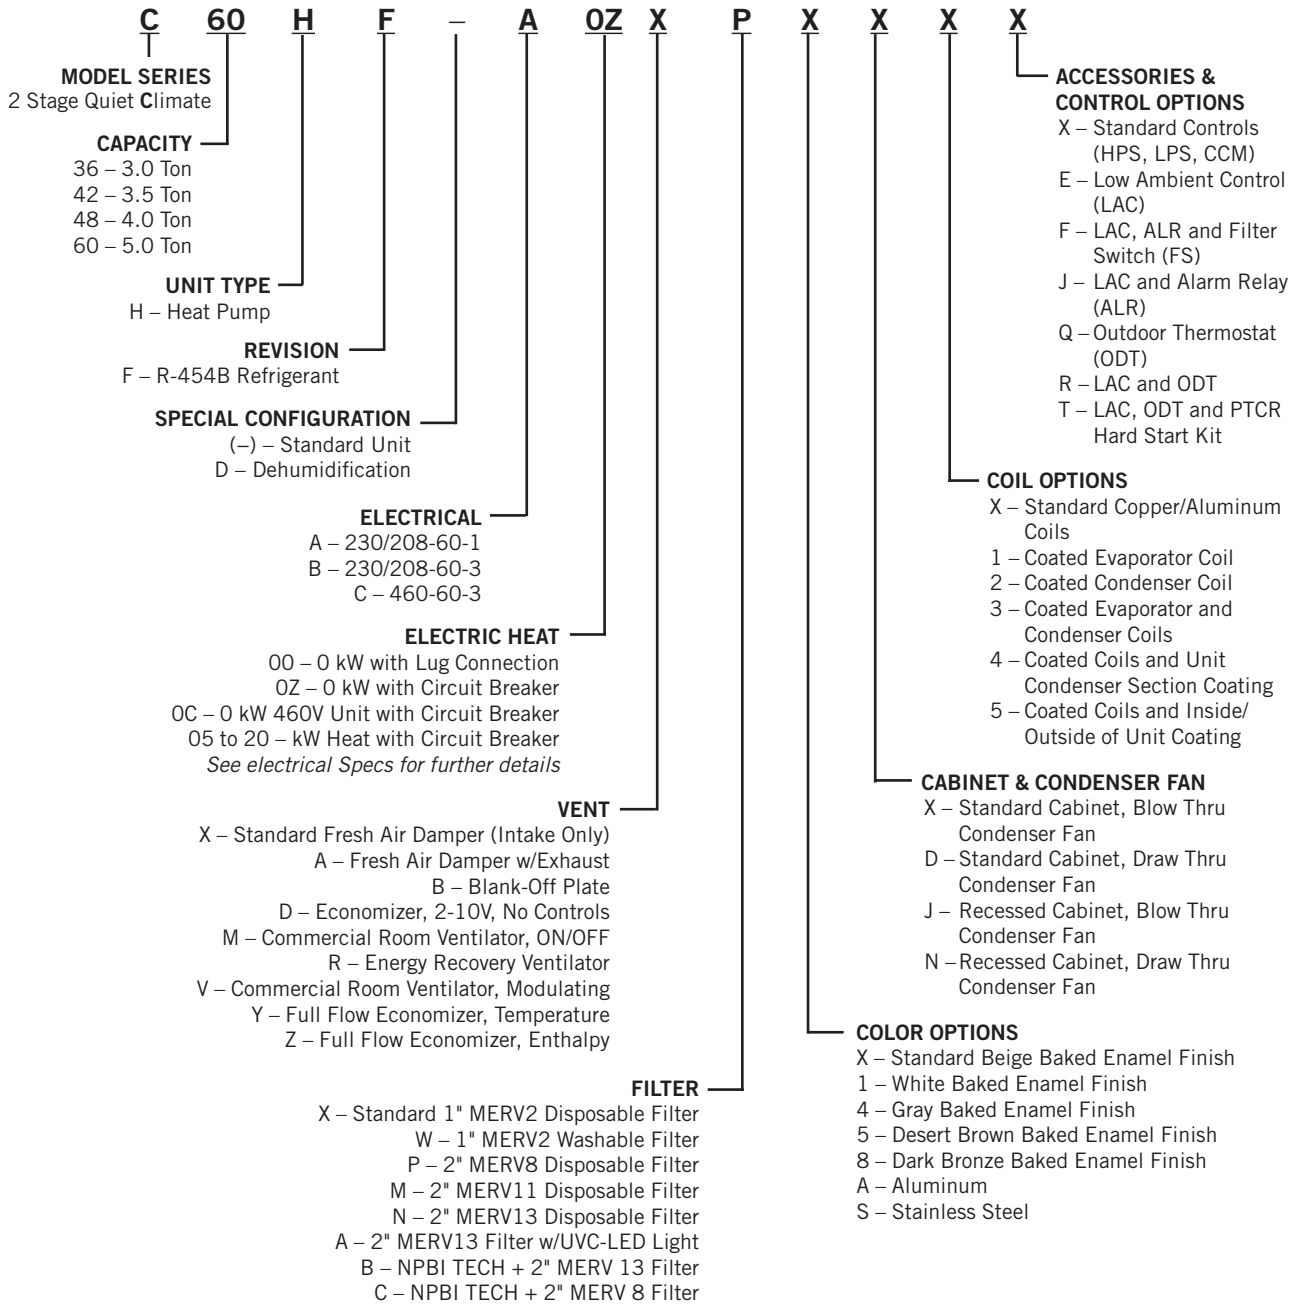 C 60 H F – A 0Z X P X X X X
MODEL SERIES
2 Stage Quiet Climate
CAPACITY
36 – 3.0 Ton
42 – 3.5 Ton
48 – 4.0 Ton
60 – 5.0 Ton
UNIT TYPE
H – Heat Pump
REVISION
F – R-454B Refrigerant
SPECIAL CONFIGURATION
(–) – Standard Unit
D – Dehumidification
ELECTRICAL
A – 230/208-60-1
B – 230/208-60-3
C – 460-60-3
ELECTRIC HEAT
00 – 0 kW with Lug Connection
0Z – 0 kW with Circuit Breaker
0C – 0 kW 460V Unit with Circuit Breaker
05 to 20 – kW Heat with Circuit Breaker
See electrical Specs for further details
VENT
X – Standard Fresh Air Damper (Intake Only)
A – Fresh Air Damper w/Exhaust
B – Blank-Off Plate
D – Economizer, 2-10V, No Controls
M – Commercial Room Ventilator, ON/OFF
R – Energy Recovery Ventilator
V – Commercial Room Ventilator, Modulating
Y – Full Flow Economizer, Temperature
Z – Full Flow Economizer, Enthalpy
FILTER
X – Standard 1" MERV2 Disposable Filter
W – 1" MERV2 Washable Filter
P – 2" MERV8 Disposable Filter
M – 2" MERV11 Disposable Filter
N – 2" MERV13 Disposable Filter
A – 2" MERV13 Filter w/UVC-LED Light
B – NPBI TECH + 2" MERV 13 Filter
C – NPBI TECH + 2" MERV 8 Filter
ACCESSORIES &
CONTROL OPTIONS
X – Standard Controls
(HPS, LPS, CCM)
E – Low Ambient Control
(LAC)
F – LAC, ALR and Filter
Switch (FS)
J – LAC and Alarm Relay
(ALR)
Q – Outdoor Thermostat
(ODT)
R – LAC and ODT
T – LAC, ODT and PTCR
Hard Start Kit
COIL OPTIONS
X – Standard Copper/Aluminum
Coils
1 – Coated Evaporator Coil
2 – Coated Condenser Coil
3 – Coated Evaporator and
Condenser Coils
4 – Coated Coils and Unit
Condenser Section Coating
5 – Coated Coils and Inside/
Outside of Unit Coating
CABINET & CONDENSER FAN
X – Standard Cabinet, Blow Thru
Condenser Fan
D – Standard Cabinet, Draw Thru
Condenser Fan
J – Recessed Cabinet, Blow Thru
Condenser Fan
N – Recessed Cabinet, Draw Thru
Condenser Fan
COLOR OPTIONS
X – Standard Beige Baked Enamel Finish
1 – White Baked Enamel Finish
4 – Gray Baked Enamel Finish
5 – Desert Brown Baked Enamel Finish
8 – Dark Bronze Baked Enamel Finish
A – Aluminum
S – Stainless Steel